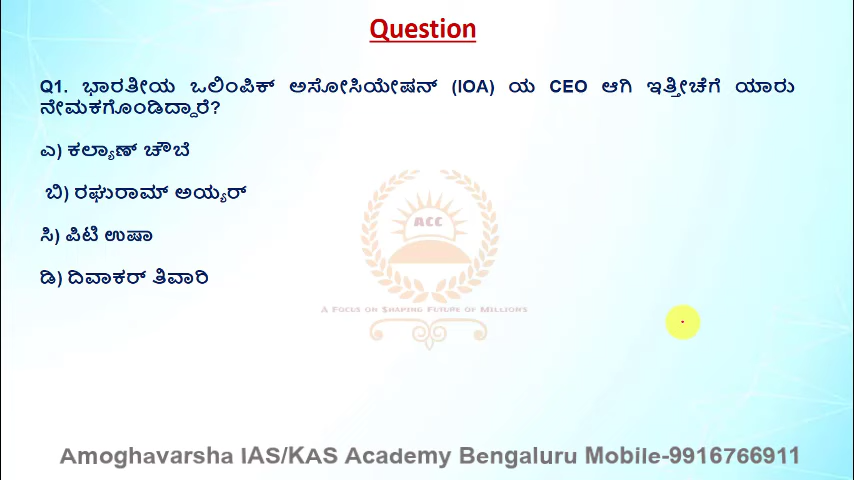 Question
Q1. ಭಾರತೀಯ ಒಲಿಂಪಿಕ್ ಅಸೋಸಿಯೇಷನ್ (IOA) ಯ CEO ಆಗಿ ಇತ್ತೀಚೆಗೆ ಯಾರು
ನೇಮಕಗೊಂಡಿದ್ದಾರೆ?
ಎ) ಕಲ್ಯಾಣ್ ಚೌಬೆ
ಬಿ) ರಘುರಾಮ್ ಅಯ್ಯರ್
ಸಿ) ಪಿಟಿ ಉಷಾ
ಡಿ) ದಿವಾಕರ್ ತಿವಾರಿ
ACC
A Focus on Shaping Future of Millions
Amoghavarsha IAS/KAS Academy Bengaluru Mobile-9916766911